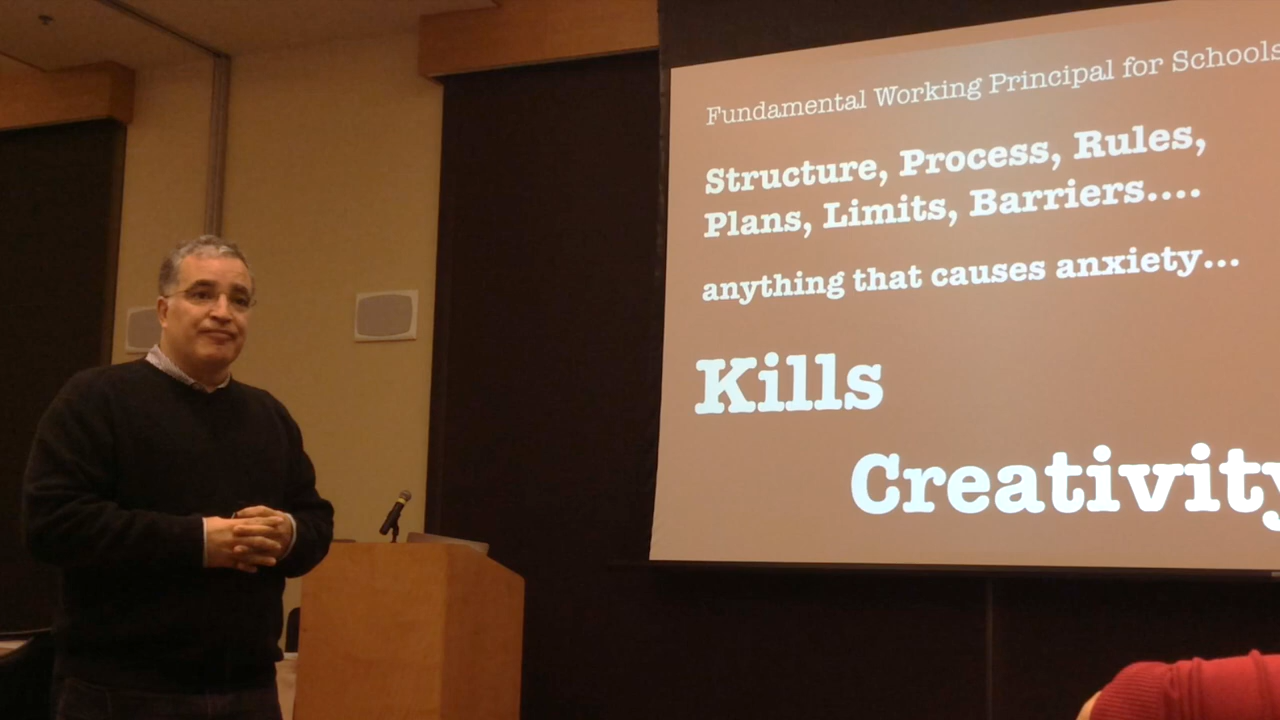 Fundamental Working Principal for Schools
Structure, Process, Rules,
Plans, Limits, Barriers....
anything that causes anxiety...
Kills
Creativity